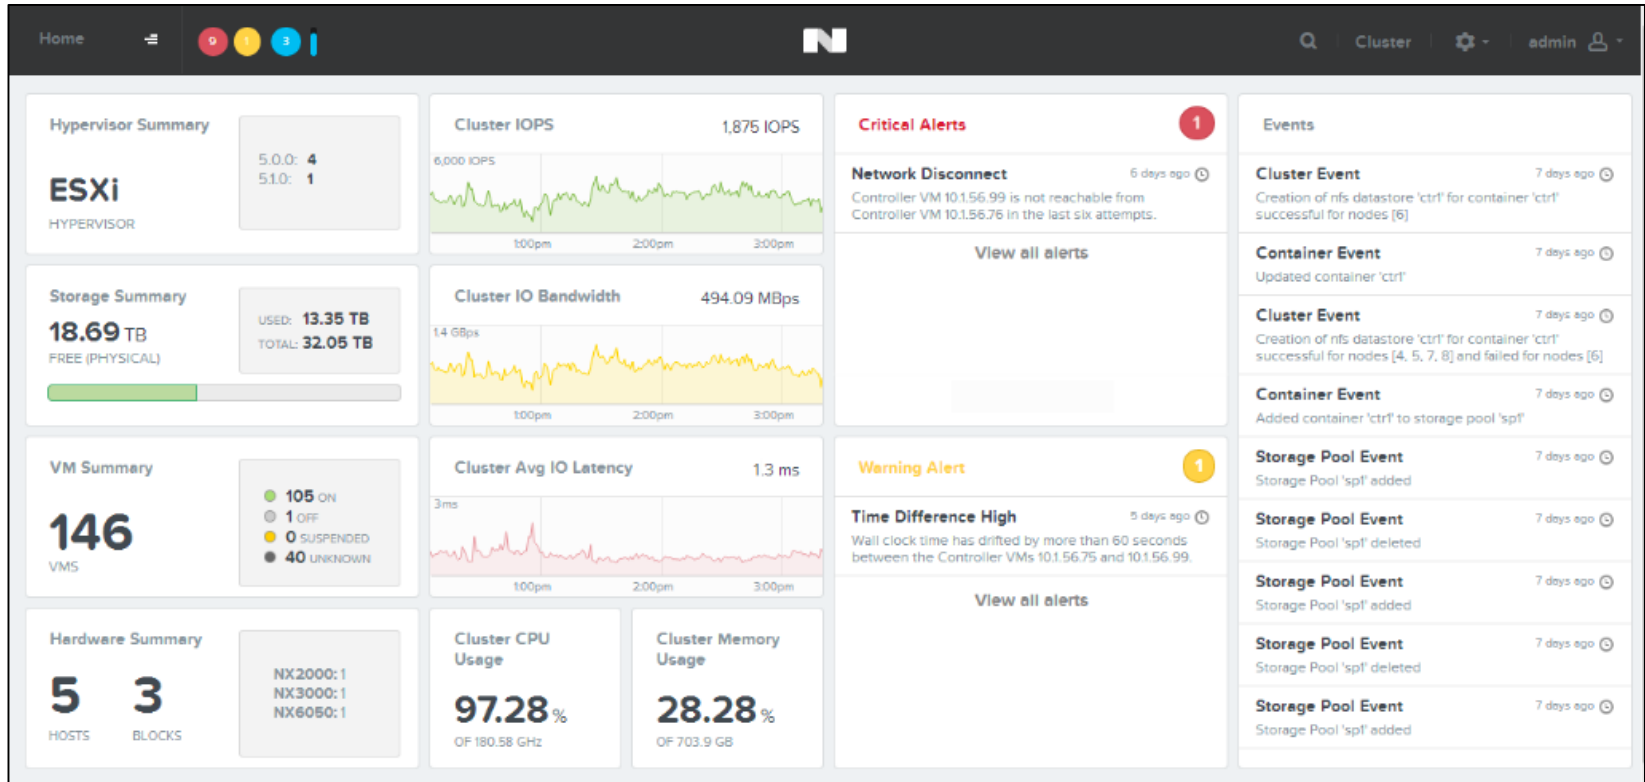 Home
9
1
3
Cluster
admin
Hypervisor Summary
ESXi
HYPERVISOR
5.0.0: 4
5.1.0: 1
Storage Summary
18.69 TB
FREE (PHYSICAL)
USED: 13.35 TB
TOTAL: 32.05 TB
VM Summary
146
VMS
105 ON
1 OFF
0 SUSPENDED
40 UNKNOWN
Hardware Summary
5
HOSTS
3
BLOCKS
NX2000: 1
NX3000: 1
NX6050: 1
Cluster IOPS
1,875 IOPS
6,000 IOPS
1:00pm
2:00pm
3:00pm
Cluster IO Bandwidth
494.09 MBps
1.4 GBps
1:00pm
2:00pm
3:00pm
Cluster Avg IO Latency
1.3 ms
3ms
1:00pm
2:00pm
3:00pm
Cluster CPU
Usage
97.28 %
OF 180.58 GHz
Cluster Memory
Usage
28.28 %
OF 703.9 GB
Critical Alerts
1
Network Disconnect
6 days ago
Controller VM 10.1.56.99 is not reachable from
Controller VM 10.1.56.76 in the last six attempts.
View all alerts
Warning Alert
1
Time Difference High
5 days ago
Wall clock time has drifted by more than 60 seconds
between the Controller VMs 10.1.56.75 and 10.1.56.99.
View all alerts
Events
Cluster Event
7 days ago
Creation of nfs datastore 'ctr1' for container 'ctr1'
successful for nodes [6]
Container Event
7 days ago
Updated container 'ctr1'
Cluster Event
7 days ago
Creation of nfs datastore 'ctr1' for container 'ctr1'
successful for nodes [4, 5, 7, 8] and failed for nodes [6]
Container Event
7 days ago
Added container 'ctr1' to storage pool 'sp1'
Storage Pool Event
7 days ago
Storage Pool 'sp1' added
Storage Pool Event
7 days ago
Storage Pool 'sp1' deleted
Storage Pool Event
7 days ago
Storage Pool 'sp1' added
Storage Pool Event
7 days ago
Storage Pool 'sp1' deleted
Storage Pool Event
7 days ago
Storage Pool 'sp1' added